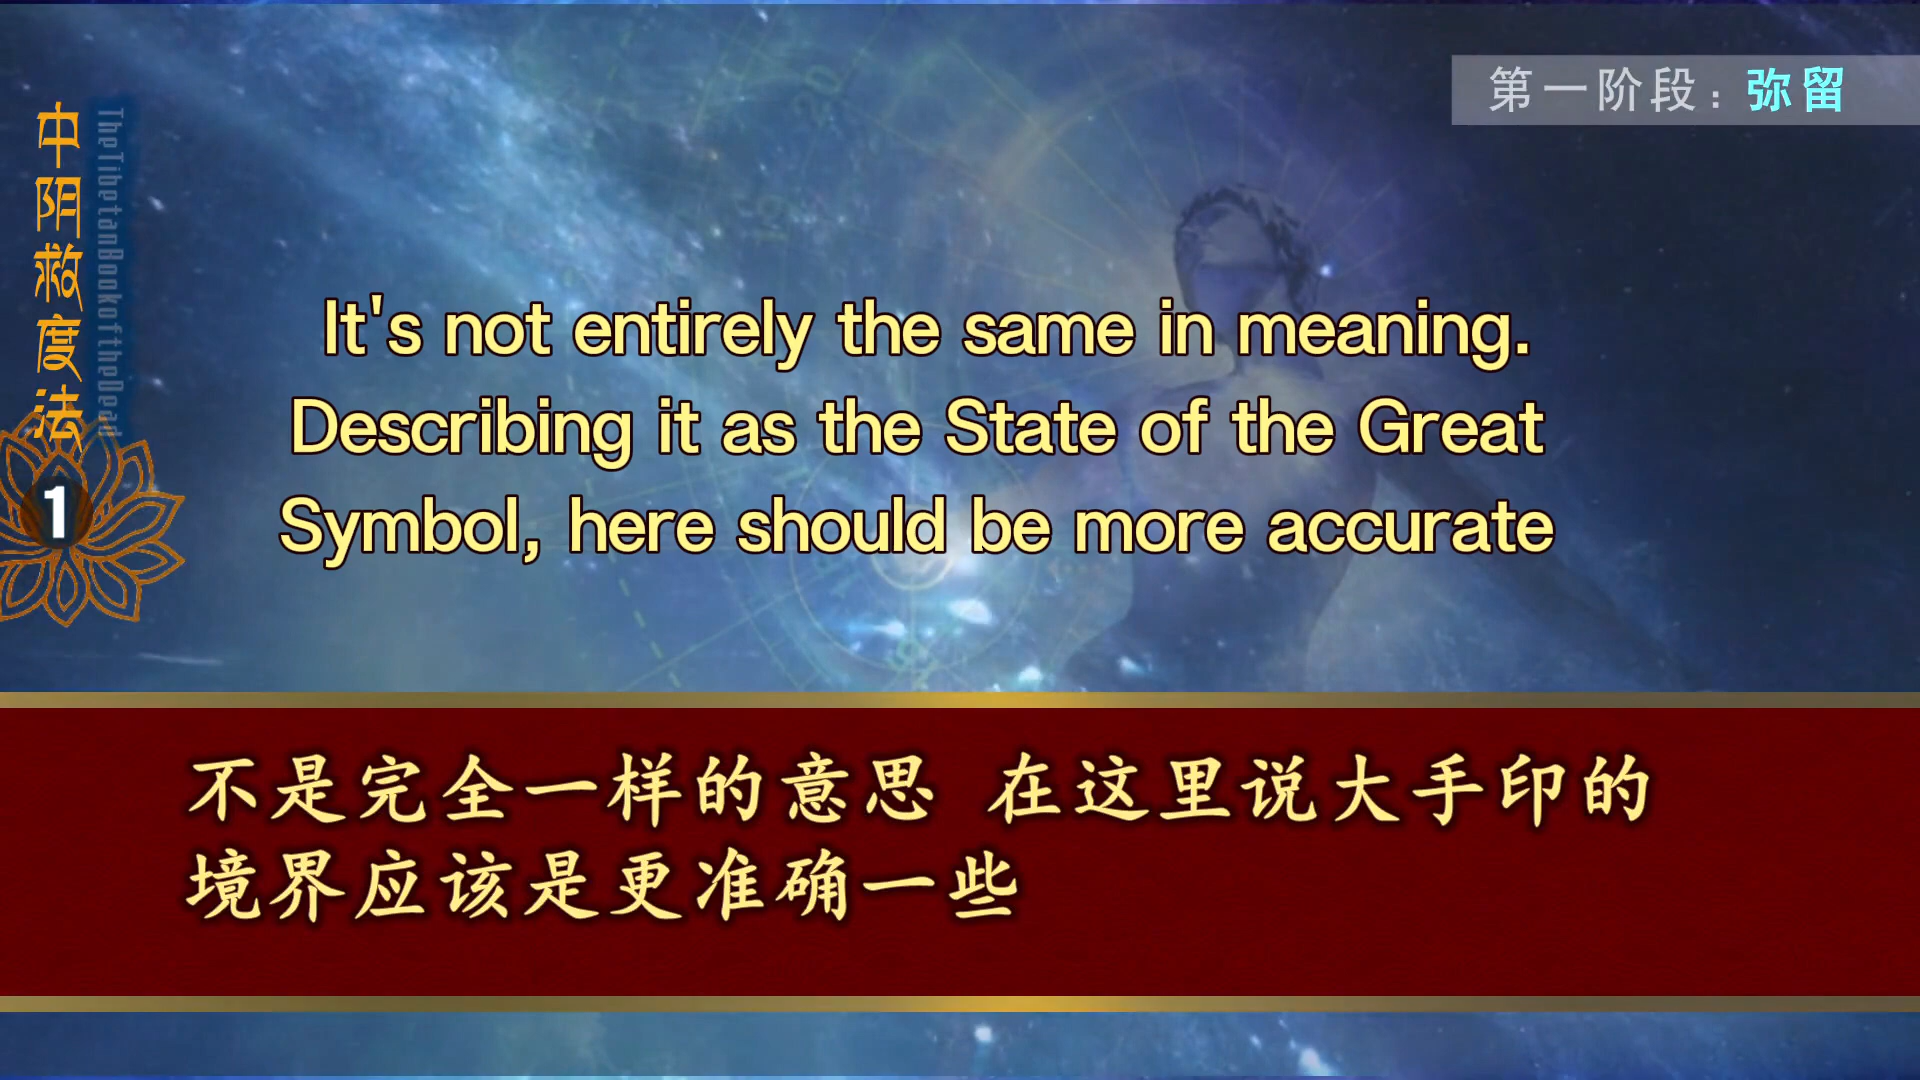 第一阶段：弥留
中阴救度法
TheTibetanBookoftheDead
1
It's not entirely the same in meaning.
Describing it as the State of the Great
Symbol, here should be more accurate
不是完全一样的意思 在这里说大手印的
境界应该是更准确一些